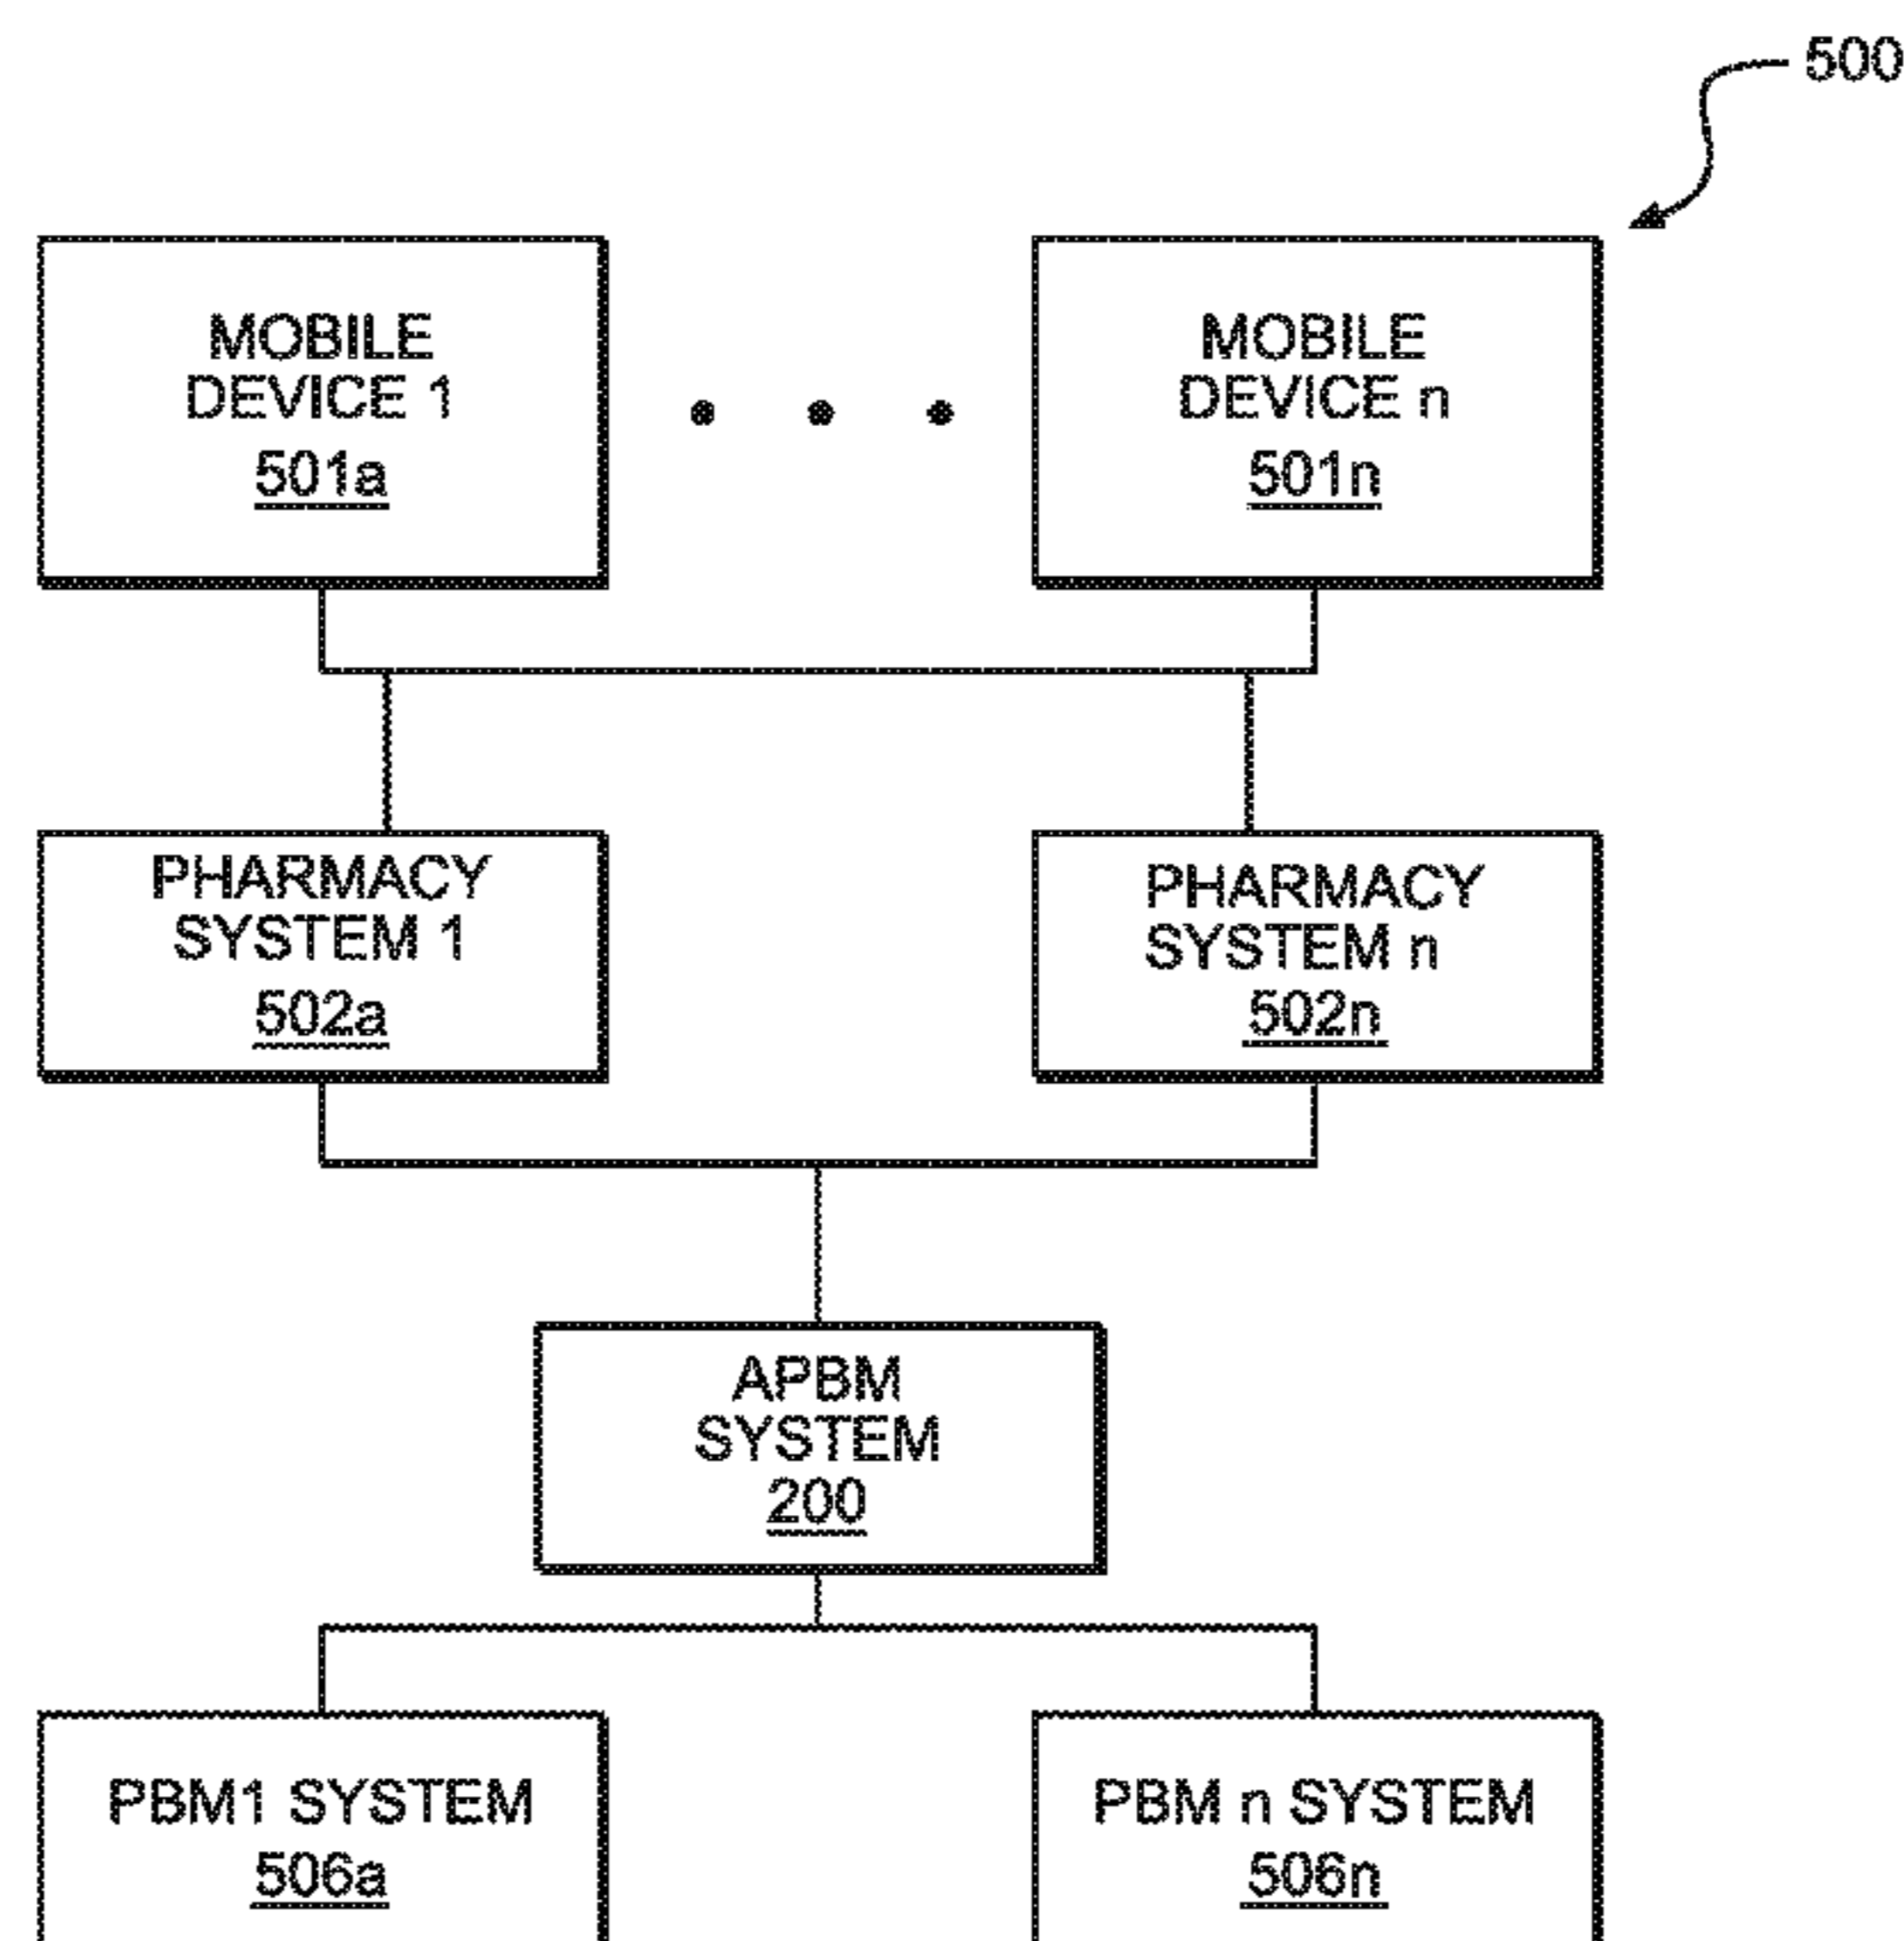 500
MOBILE
DEVICE 1
501a
MOBILE
DEVICE n
501n
PHARMACY
SYSTEM 1
502a
PHARMACY
SYSTEM n
502n
APBM
SYSTEM
200
PBM1 SYSTEM
506a
PBM n SYSTEM
506n